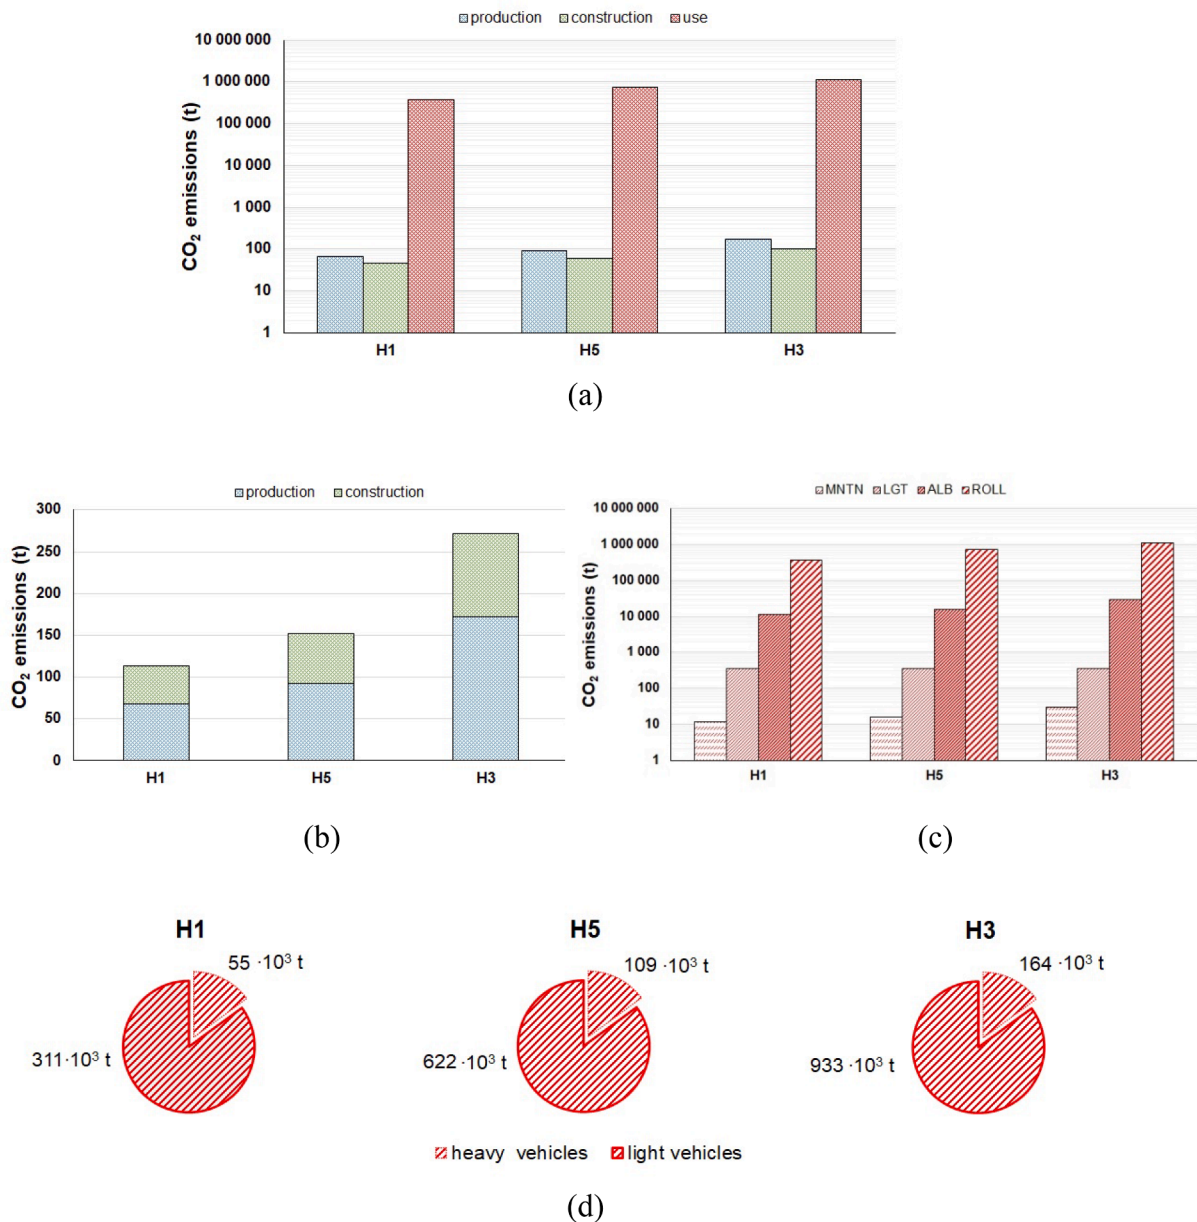 production construction use
CO₂ emissions (t)
10 000 000
1 000 000
100 000
10 000
1 000
100
10
1
H1 H5 H3
(a)
production construction
CO₂ emissions (t)
300
250
200
150
100
50
0
H1 H5 H3
(b)
MNTN LGT ALB ROLL
CO₂ emissions (t)
10 000 000
1 000 000
100 000
10 000
1 000
100
10
1
H1 H5 H3
(c)
H1 H5 H3
55 ·10³ t 109 ·10³ t 164 ·10³ t
311·10³ t 622 ·10³ t 933 ·10³ t
heavy vehicles light vehicles
(d)